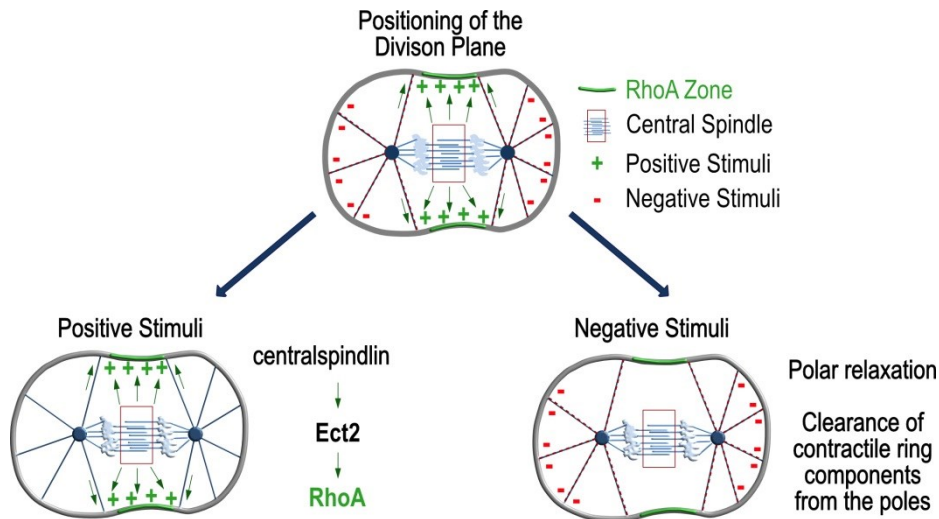 Positioning of the
Divison Plane
RhoA Zone
Central Spindle
Positive Stimuli
Negative Stimuli
Positive Stimuli
centralspindlin
Ect2
RhoA
Negative Stimuli
Polar relaxation
Clearance of
contractile ring
components
from the poles